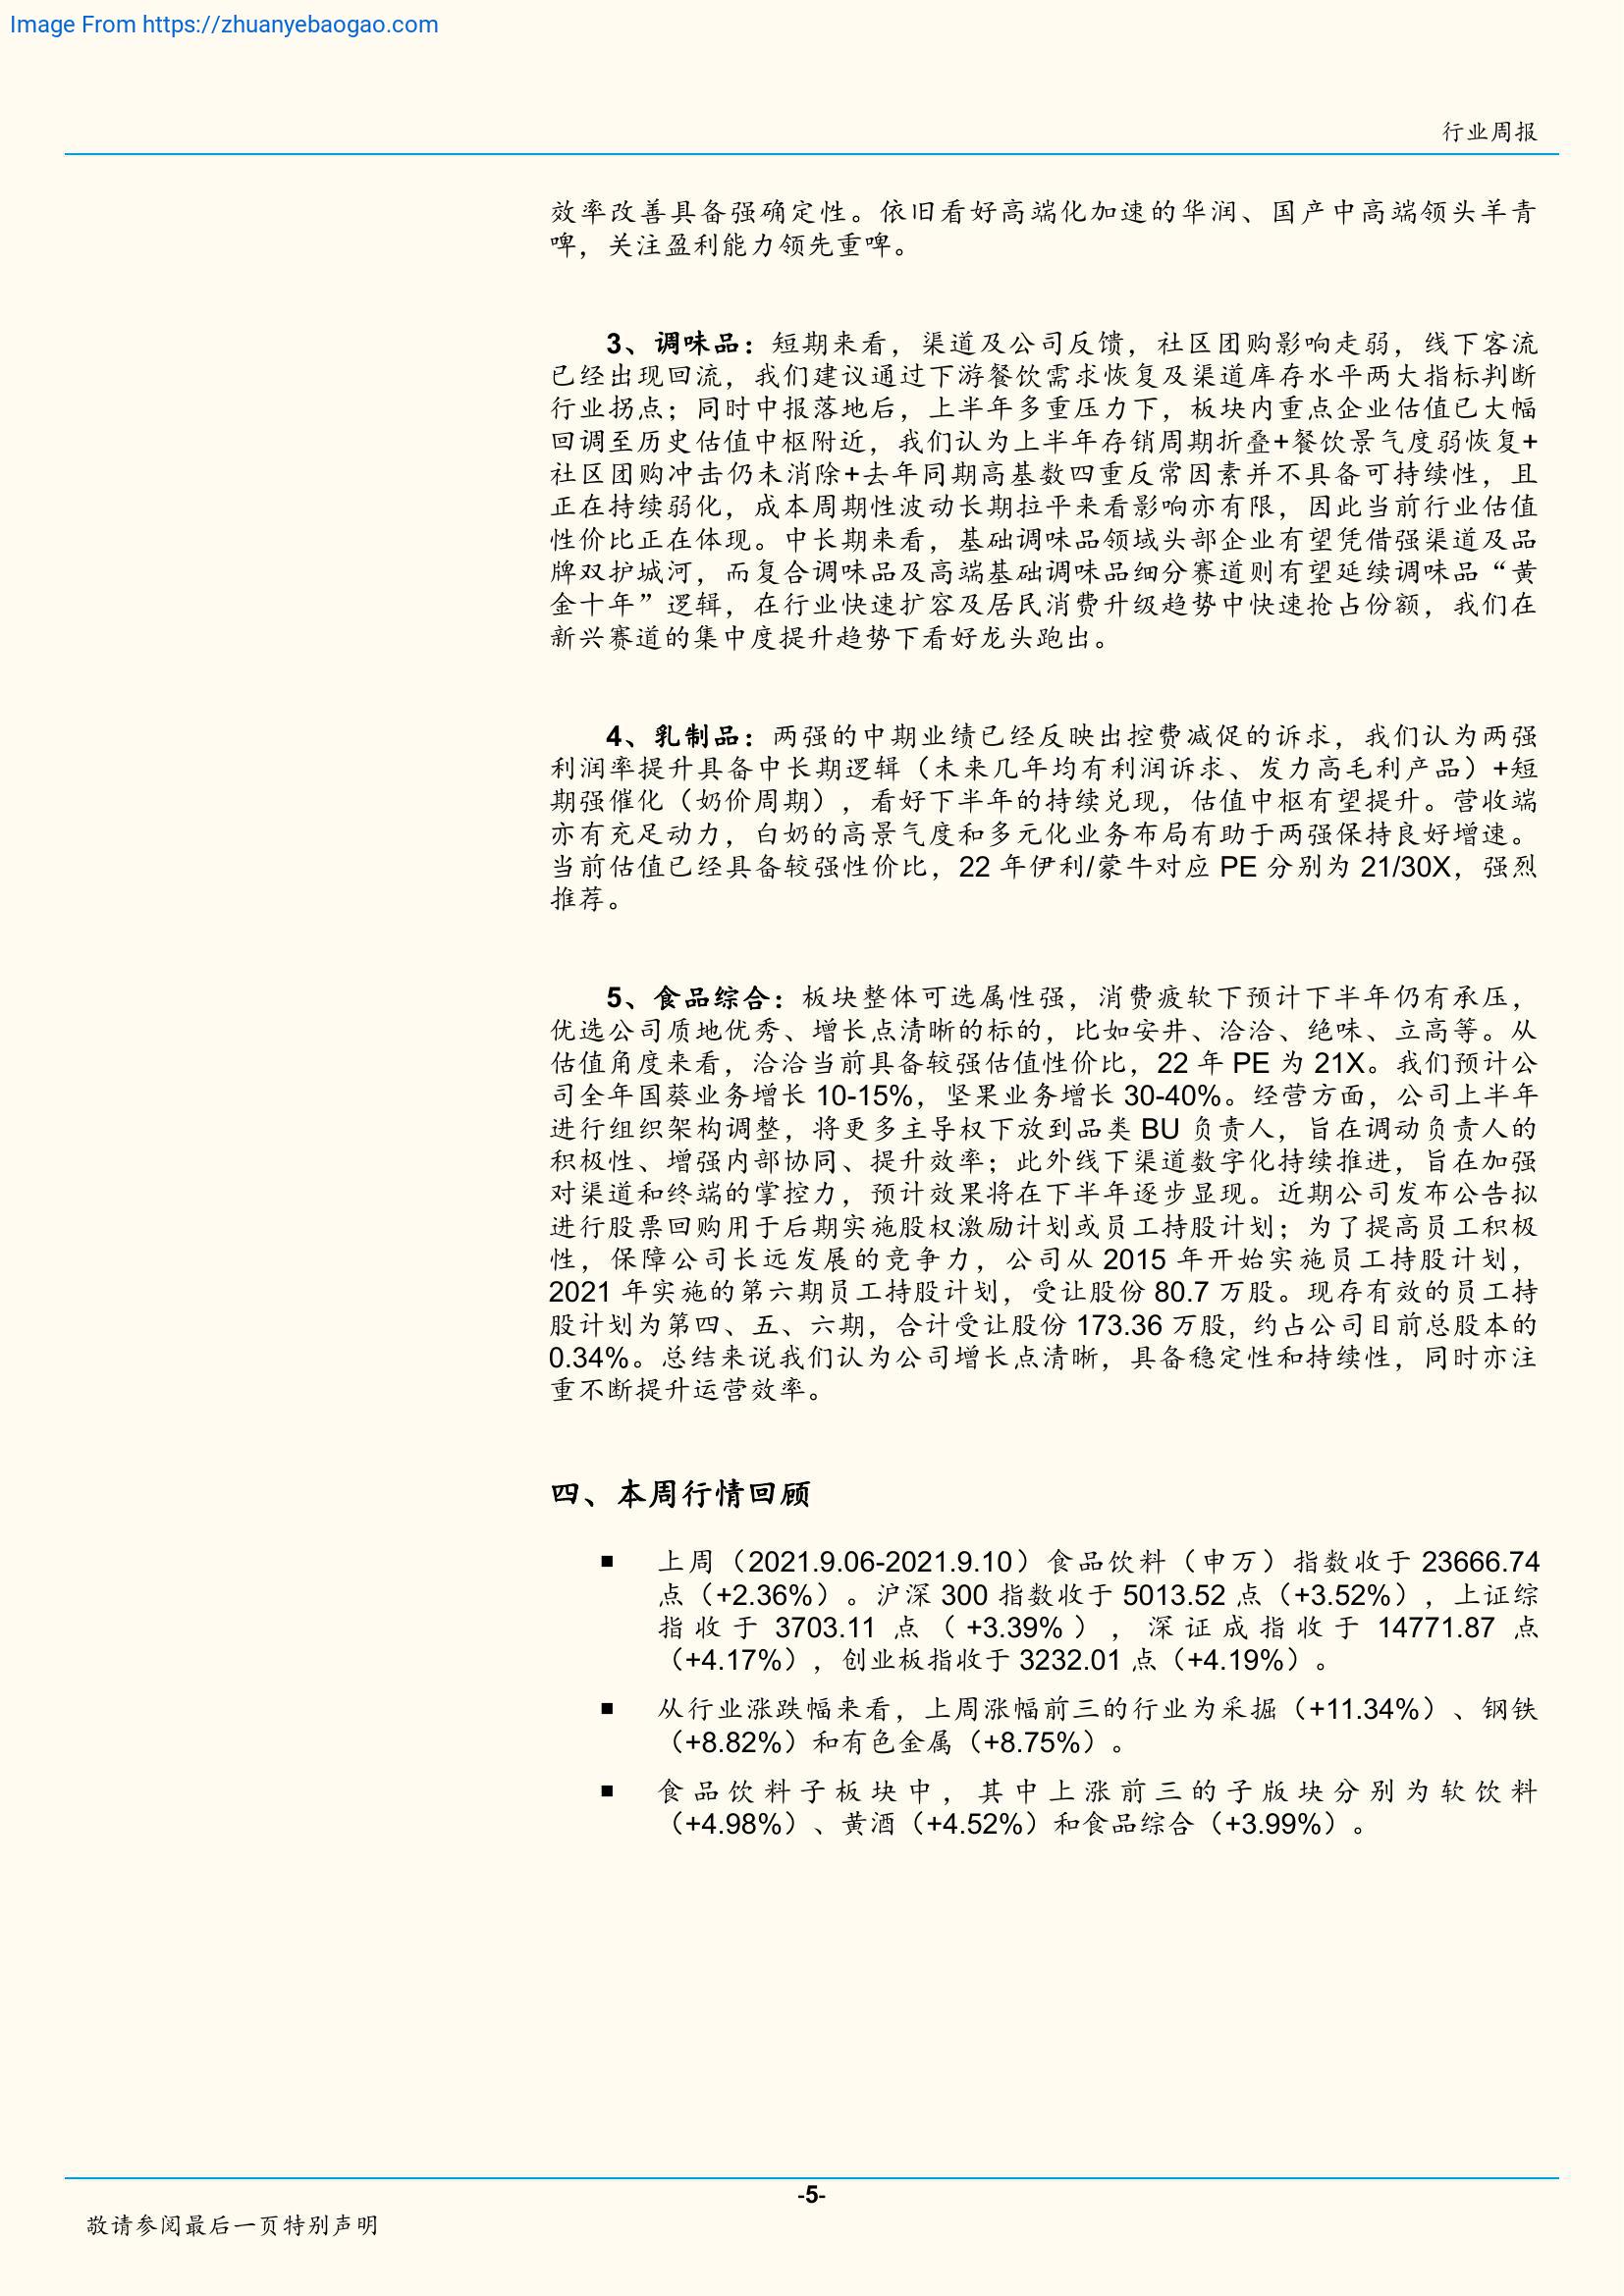 Image From https://zhuanyebaogao.com
行业周报
效率改善具备强确定性。依旧看好高端化加速的华润、国产中高端领头羊青
啤，关注盈利能力领先重啤。
3、调味品：短期来看，渠道及公司反馈，社区团购影响走弱，线下客流
已经出现回流，我们建议通过下游餐饮需求恢复及渠道库存水平两大指标判断
行业拐点；同时中报落地后，上半年多重压力下，板块内重点企业估值已大幅
回调至历史估值中枢附近，我们认为上半年存销周期折叠+餐饮景气度弱恢复+
社区团购冲击仍未消除+去年同期高基数四重反常因素并不具备可持续性，且
正在持续弱化，成本周期性波动长期拉平来看影响亦有限，因此当前行业估值
性价比正在体现。中长期来看，基础调味品领域头部企业有望凭借强渠道及品
牌双护城河，而复合调味品及高端基础调味品细分赛道则有望延续调味品“黄
金十年”逻辑，在行业快速扩容及居民消费升级趋势中快速抢占份额，我们在
新兴赛道的集中度提升趋势下看好龙头跑出。
4、乳制品：两强的中期业绩已经反映出控费减促的诉求，我们认为两强
利润率提升具备中长期逻辑（未来几年均有利润诉求、发力高毛利产品）+短
期强催化（奶价周期），看好下半年的持续兑现，估值中枢有望提升。营收端
亦有充足动力，白奶的高景气度和多元化业务布局有助于两强保持良好增速。
当前估值已经具备较强性价比，22 年伊利/蒙牛对应 PE 分别为 21/30X，强烈
推荐。
5、食品综合：板块整体可选属性强，消费疲软下预计下半年仍有承压，
优选公司质地优秀、增长点清晰的标的，比如安井、洽洽、绝味、立高等。从
估值角度来看，洽洽当前具备较强估值性价比，22 年 PE 为 21X。我们预计公
司全年国葵业务增长 10-15%，坚果业务增长 30-40%。经营方面，公司上半年
进行组织架构调整，将更多主导权下放到品类 BU 负责人，旨在调动负责人的
积极性、增强内部协同、提升效率；此外线下渠道数字化持续推进，旨在加强
对渠道和终端的掌控力，预计效果将在下半年逐步显现。近期公司发布公告拟
进行股票回购用于后期实施股权激励计划或员工持股计划；为了提高员工积极
性，保障公司长远发展的竞争力，公司从 2015 年开始实施员工持股计划，
2021 年实施的第六期员工持股计划，受让股份 80.7 万股。现存有效的员工持
股计划为第四、五、六期，合计受让股份 173.36 万股，约占公司目前总股本的
0.34%。总结来说我们认为公司增长点清晰，具备稳定性和持续性，同时亦注
重不断提升运营效率。
四、本周行情回顾
■ 上周（2021.9.06-2021.9.10）食品饮料（申万）指数收于 23666.74
点（+2.36%）。沪深 300 指数收于 5013.52 点（+3.52%），上证综
指收于 3703.11 点（+3.39%），深证成指收于 14771.87 点
（+4.17%），创业板指收于 3232.01 点（+4.19%）。
■ 从行业涨跌幅来看，上周涨幅前三的行业为采掘（+11.34%）、钢铁
（+8.82%）和有色金属（+8.75%）。
■ 食品饮料子板块中，其中上涨前三的子版块分别为软饮料
（+4.98%）、黄酒（+4.52%）和食品综合（+3.99%）。
-5-
敬请参阅最后一页特别声明